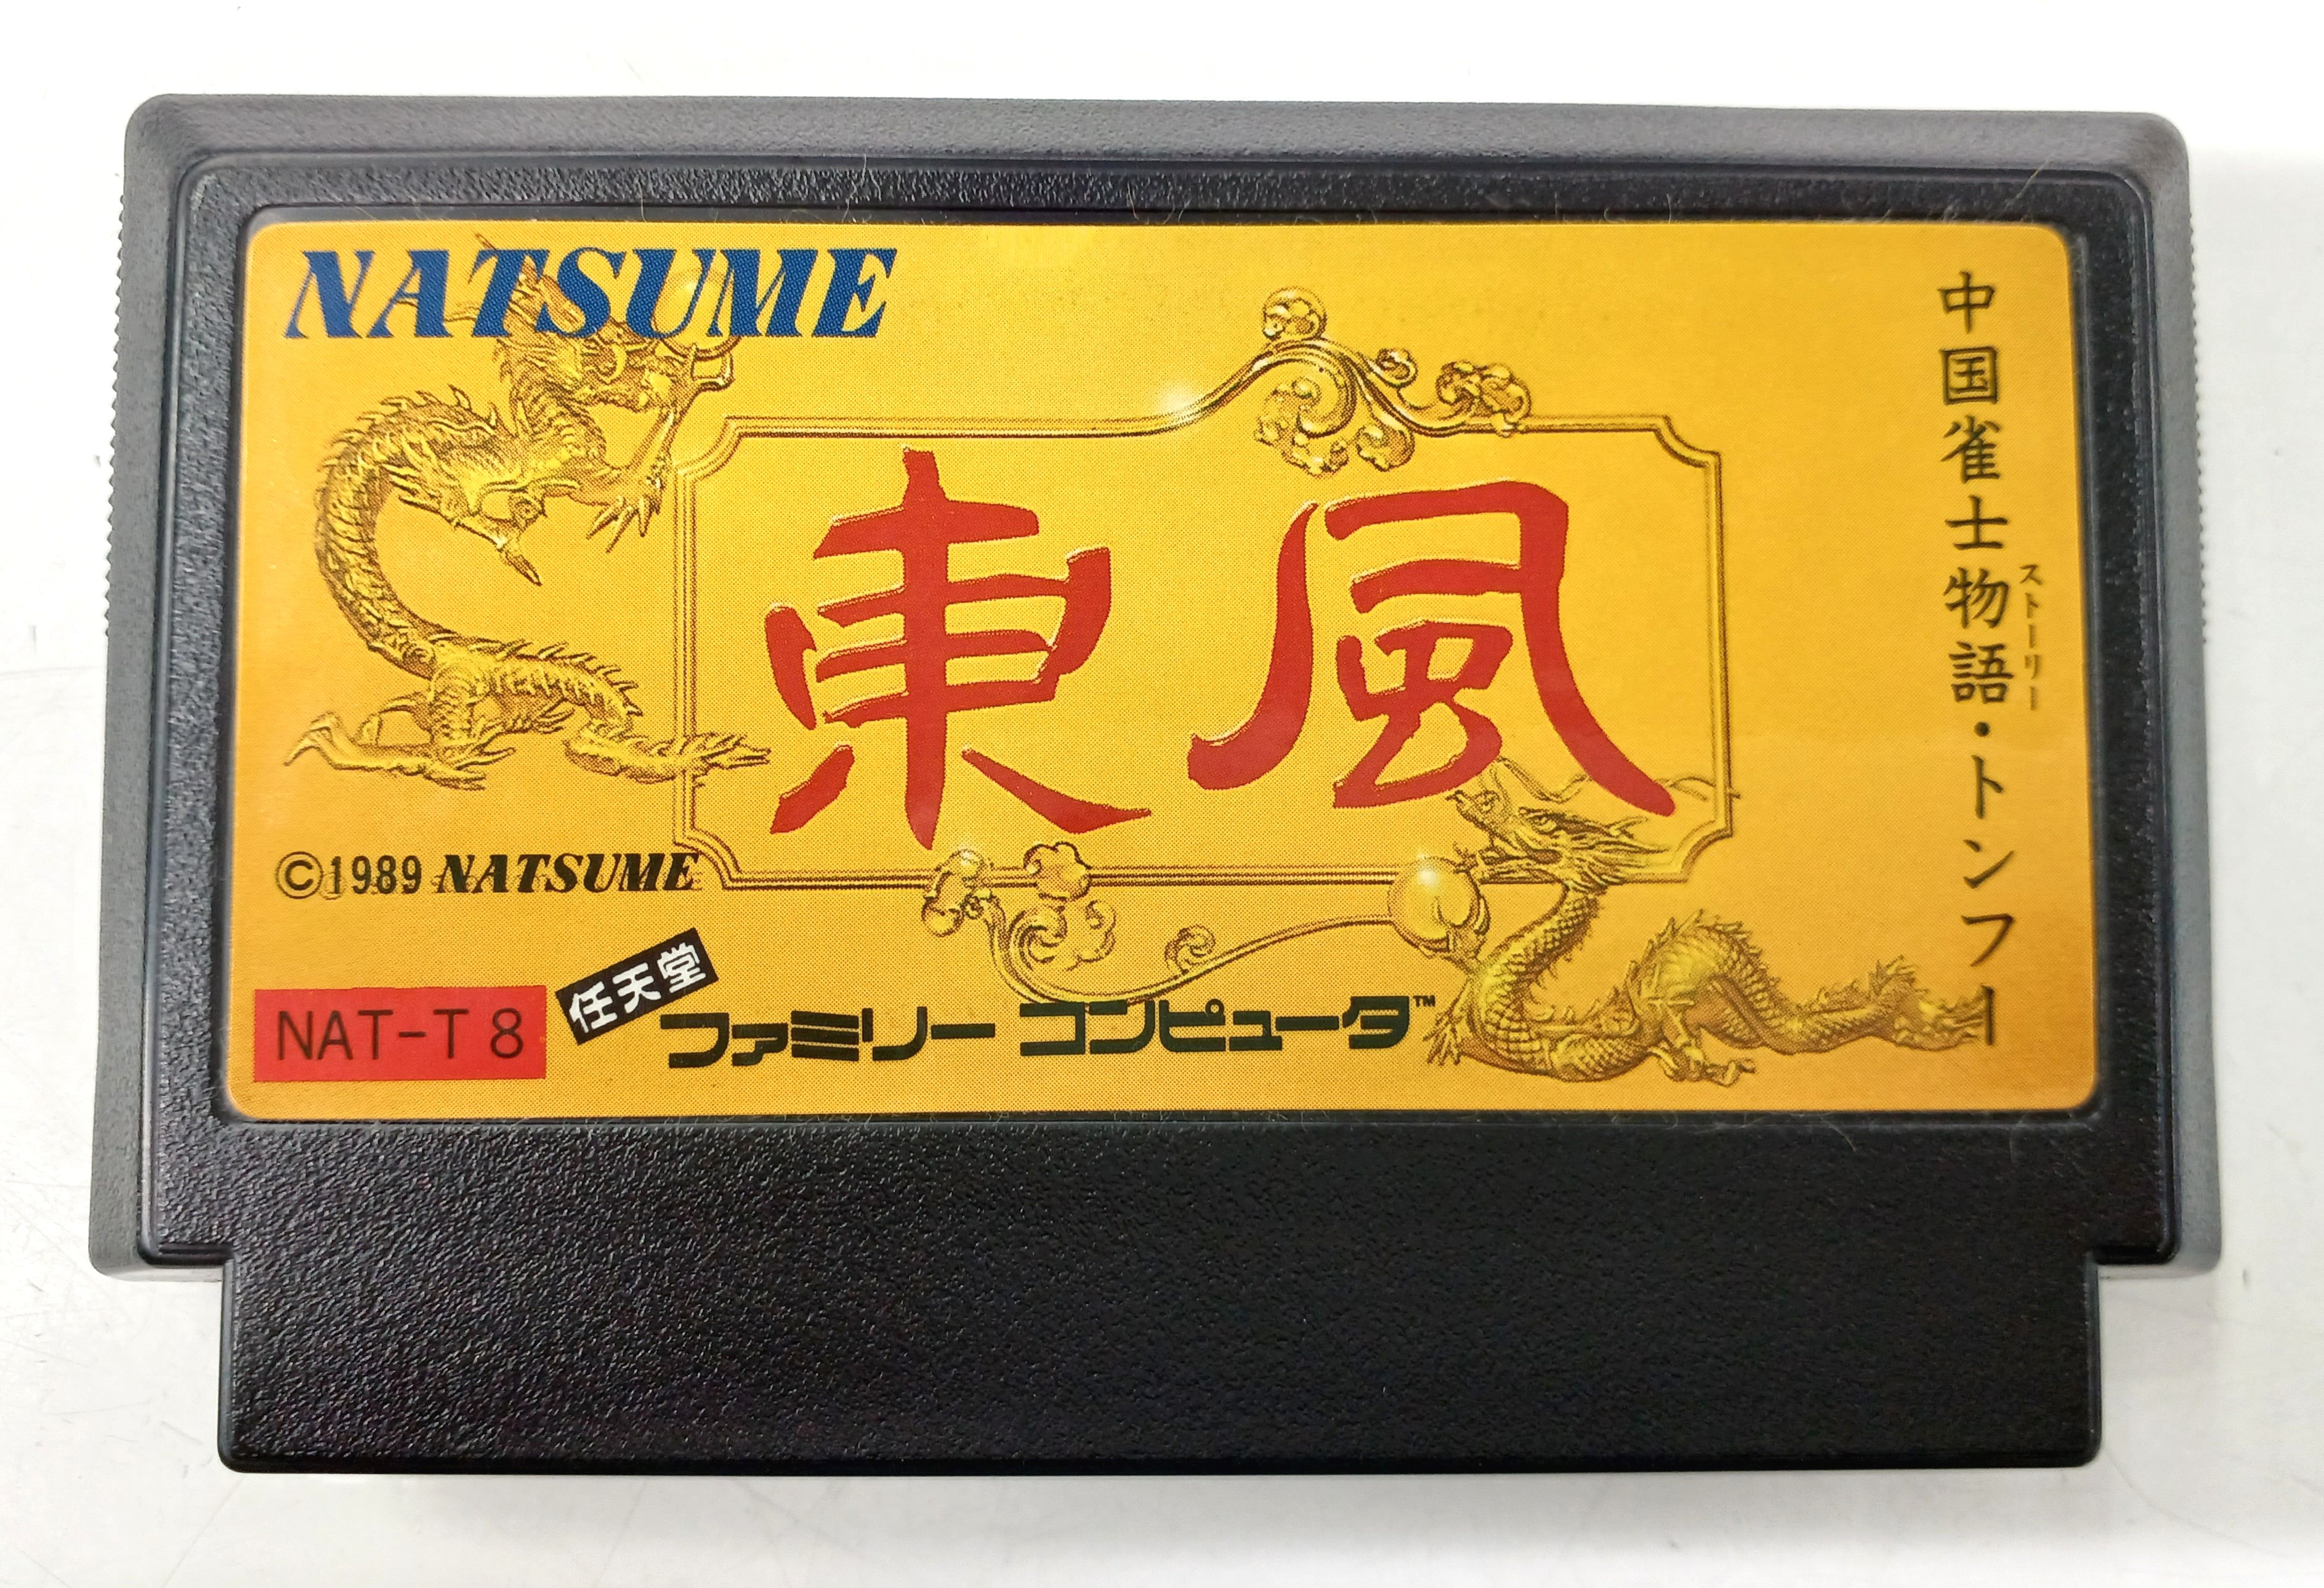 NATSUME
中国雀士物語・トンフー
ストーリー
東風
©1989 NATSUME
NAT-T8
任天堂
ファミリー コンピュータ™